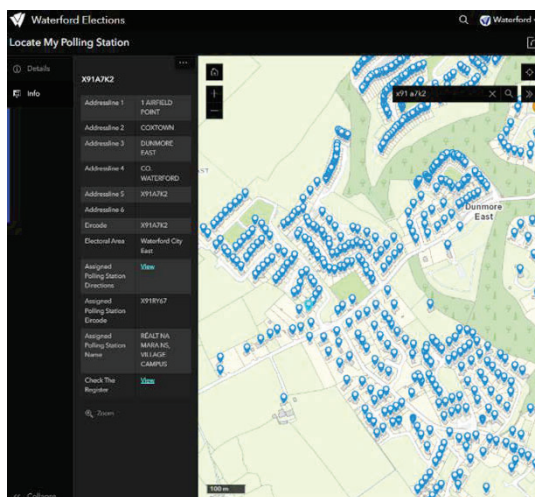 Waterford Elections
Waterford
Locate My Polling Station
Details
Info
X91A7K2
Addressline 1 1 AIRFIELD
POINT
Addressline 2 COXTOWN
Addressline 3 DUNMORE
EAST
Addressline 4 CO.
WATERFORD
Addressline 5 X91A7K2
Addressline 6
Eircode X91A7K2
Electoral Area Waterford City
East
Assigned View
Polling Station
Directions
Assigned X91RY67
Polling Station
Eircode
Assigned RÉALT NA
Polling Station MARA NS,
Name VILLAGE
CAMPUS
Check The View
Register
Zoom
Collapse
x91 a7k2
Dunmore
East
100 m